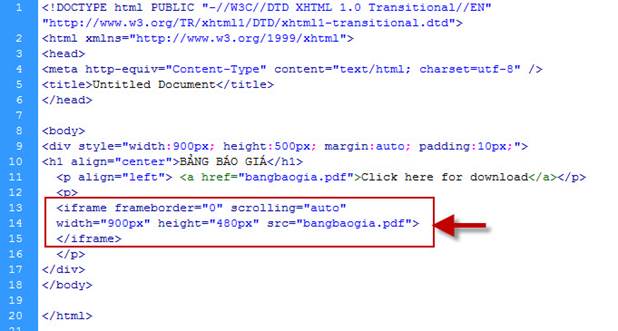 1 <!DOCTYPE html PUBLIC "-//W3C//DTD XHTML 1.0 Transitional//EN"
"http://www.w3.org/TR/xhtml1/DTD/xhtml1-transitional.dtd">
2 <html xmlns="http://www.w3.org/1999/xhtml">
3 <head>
4 <meta http-equiv="Content-Type" content="text/html; charset=utf-8" />
5 <title>Untitled Document</title>
6 </head>
7
8 <body>
9 <div style="width:900px; height:500px; margin:auto; padding:10px;">
10 <h1 align="center">BẢNG BÁO GIÁ</h1>
11 <p align="left"> <a href="bangbaogia.pdf">Click here for download</a></p>
12 <p>
13 <iframe frameborder="0" scrolling="auto"
14 width="900px" height="480px" src="bangbaogia.pdf">
15 </iframe>
16 </p>
17 </div>
18 </body>
19
20 </html>
21